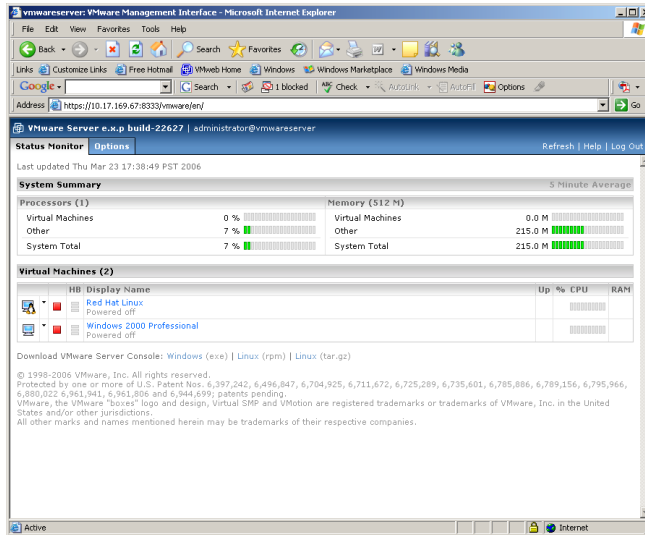 vmwareserver: VMware Management Interface - Microsoft Internet Explorer
File Edit View Favorites Tools Help
Back Search Favorites
Links Customize Links Free Hotmail VMweb Home Windows Windows Marketplace Windows Media
Google Search 1 blocked Check AutoLink AutoFill Options
Address https://10.17.169.67:8333/vmware/en/ Go
VMware Server e.x.p build-22627 | administrator@vmwareserver
Status Monitor Options Refresh | Help | Log Out
Last updated Thu Mar 23 17:38:49 PST 2006
System Summary 5 Minute Average
Processors (1) Memory (512 M)
Virtual Machines 0 % Virtual Machines 0.0 M
Other 7 % Other 215.0 M
System Total 7 % System Total 215.0 M
Virtual Machines (2)
HB Display Name Up % CPU RAM
Red Hat Linux
Powered off
Windows 2000 Professional
Powered off
Download VMware Server Console: Windows (exe) | Linux (rpm) | Linux (tar.gz)
© 1998-2006 VMware, Inc. All rights reserved.
Protected by one or more of U.S. Patent Nos. 6,397,242, 6,496,847, 6,704,925, 6,711,672, 6,725,289, 6,735,601, 6,785,886, 6,789,156, 6,795,966,
6,880,022 6,961,941, 6,961,806 and 6,944,699; patents pending.
VMware, the VMware "boxes" logo and design, Virtual SMP and VMotion are registered trademarks or trademarks of VMware, Inc. in the United
States and/or other jurisdictions.
All other marks and names mentioned herein may be trademarks of their respective companies.
Active Internet